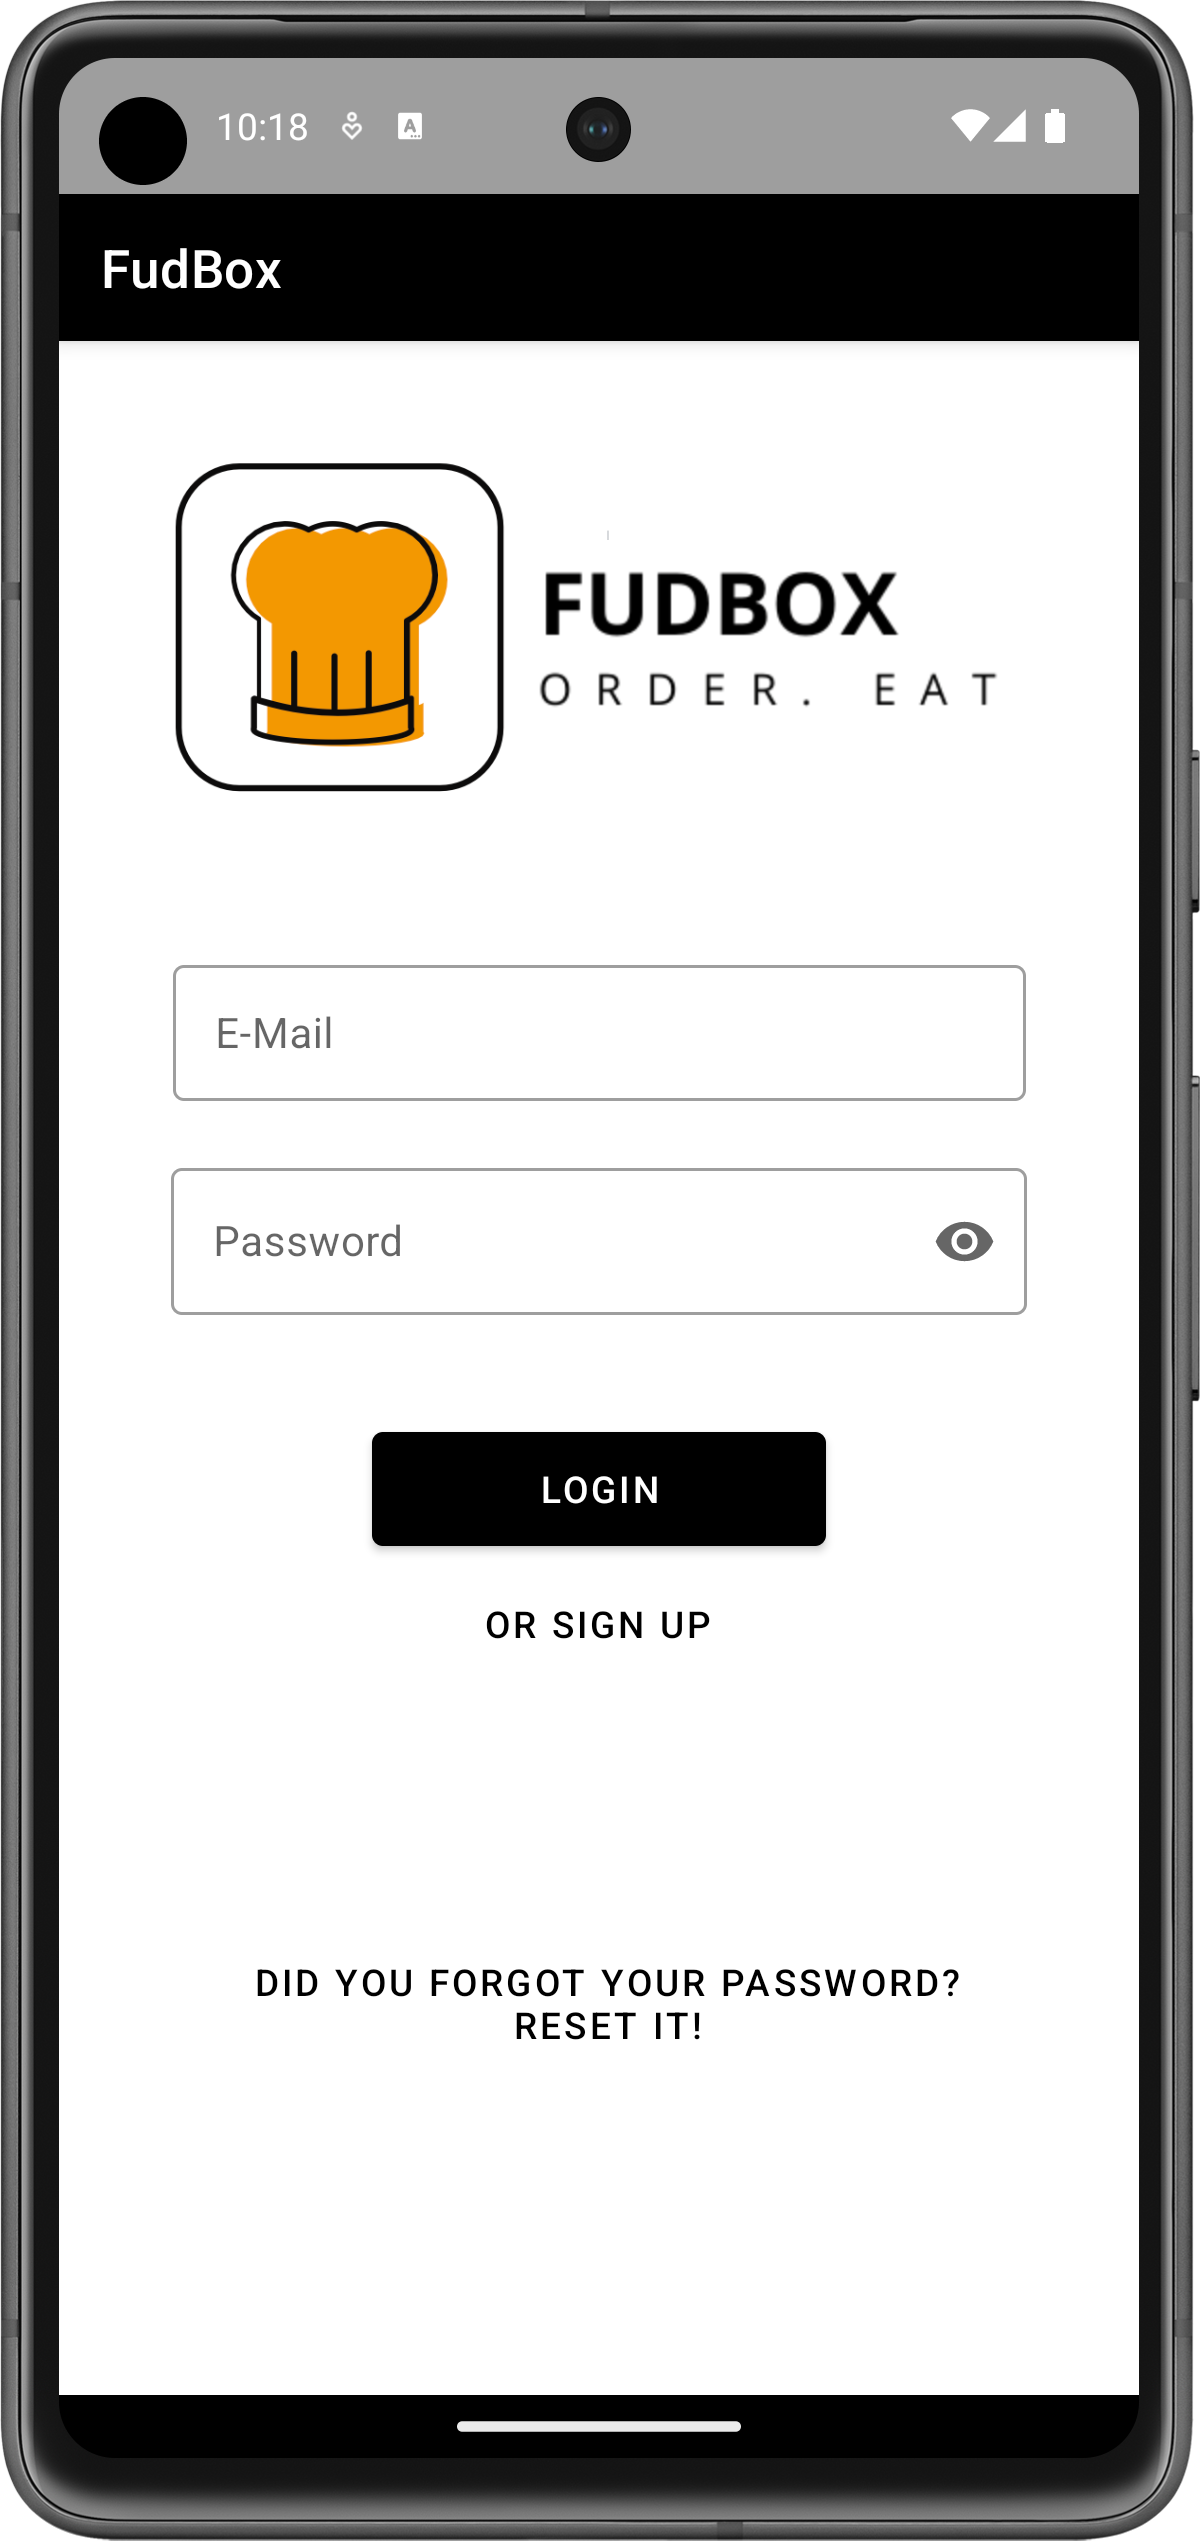 10:18
FudBox
FUDBOX
ORDER. EAT
E-Mail
Password
LOGIN
OR SIGN UP
DID YOU FORGOT YOUR PASSWORD?
RESET IT!